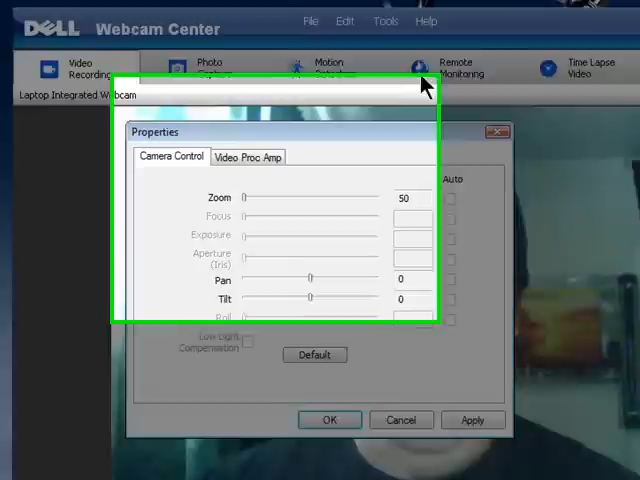 DELL Webcam Center
File Edit Tools Help
Video Recording
Photo
Motion
Remote Monitoring
Time Lapse Video
Laptop Integrated Webcam
Properties
Camera Control Video Proc Amp
Auto
Zoom 50
Focus
Exposure
Aperture
(Iris)
Pan 0
Tilt 0
Roll
Low Light
Compensation
Default
OK Cancel Apply